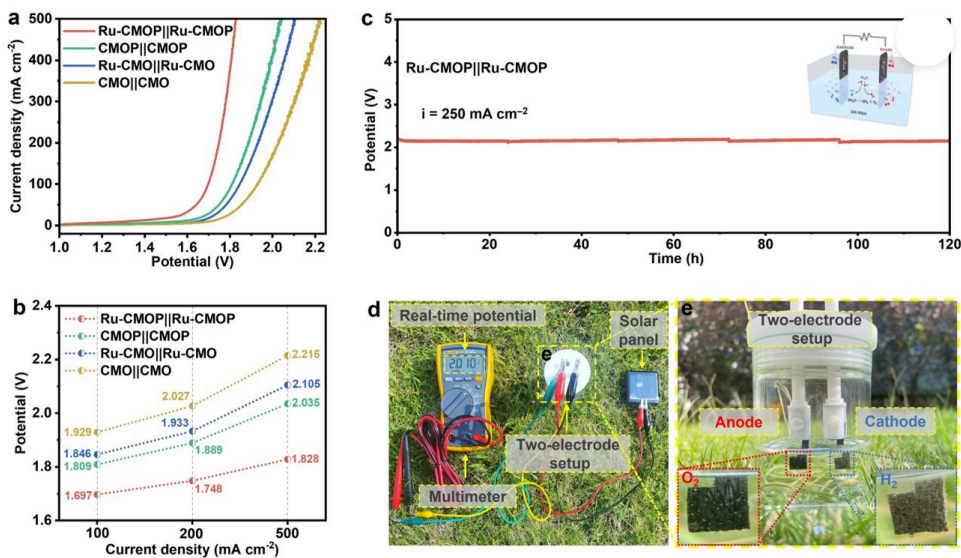 a
500
400
300
200
100
0
Current density (mA cm⁻²)
Ru-CMOP||Ru-CMOP
CMOP||CMOP
Ru-CMO||Ru-CMO
CMO||CMO
1.0 1.2 1.4 1.6 1.8 2.0 2.2
Potential (V)
c
5
4
3
2
1
0
Potential (V)
Ru-CMOP||Ru-CMOP
i = 250 mA cm⁻²
Cathode
Anode
0 20 40 60 80 100 120
Time (h)
b
2.4
2.2
2.0
1.8
1.6
Potential (V)
Ru-CMOP||Ru-CMOP
CMOP||CMOP
Ru-CMO||Ru-CMO
CMO||CMO
1.929
2.027
2.215
1.846
1.933
2.105
1.809
1.889
2.035
1.697
1.748
1.828
100 200 500
Current density (mA cm⁻²)
d
Real-time potential
Solar
panel
2.010
e
Two-electrode
setup
Multimeter
e
Two-electrode
setup
Anode
Cathode
O₂
H₂